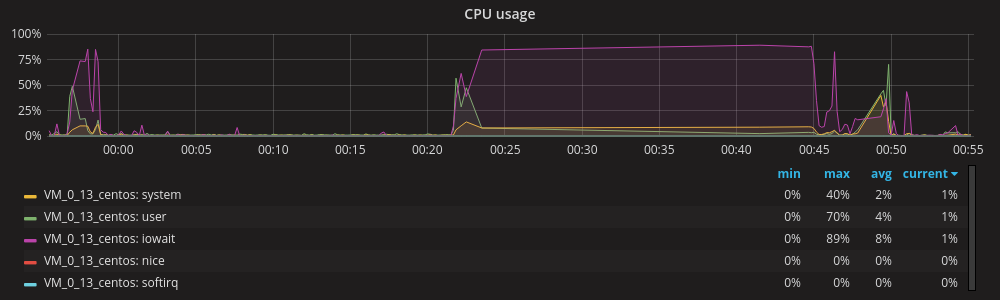 CPU usage
100%
75%
50%
25%
0%
00:00 00:05 00:10 00:15 00:20 00:25 00:30 00:35 00:40 00:45 00:50 00:55
min max avg current
VM_0_13_centos: system 0% 40% 2% 1%
VM_0_13_centos: user 0% 70% 4% 1%
VM_0_13_centos: iowait 0% 89% 8% 1%
VM_0_13_centos: nice 0% 0% 0% 0%
VM_0_13_centos: softirq 0% 0% 0% 0%